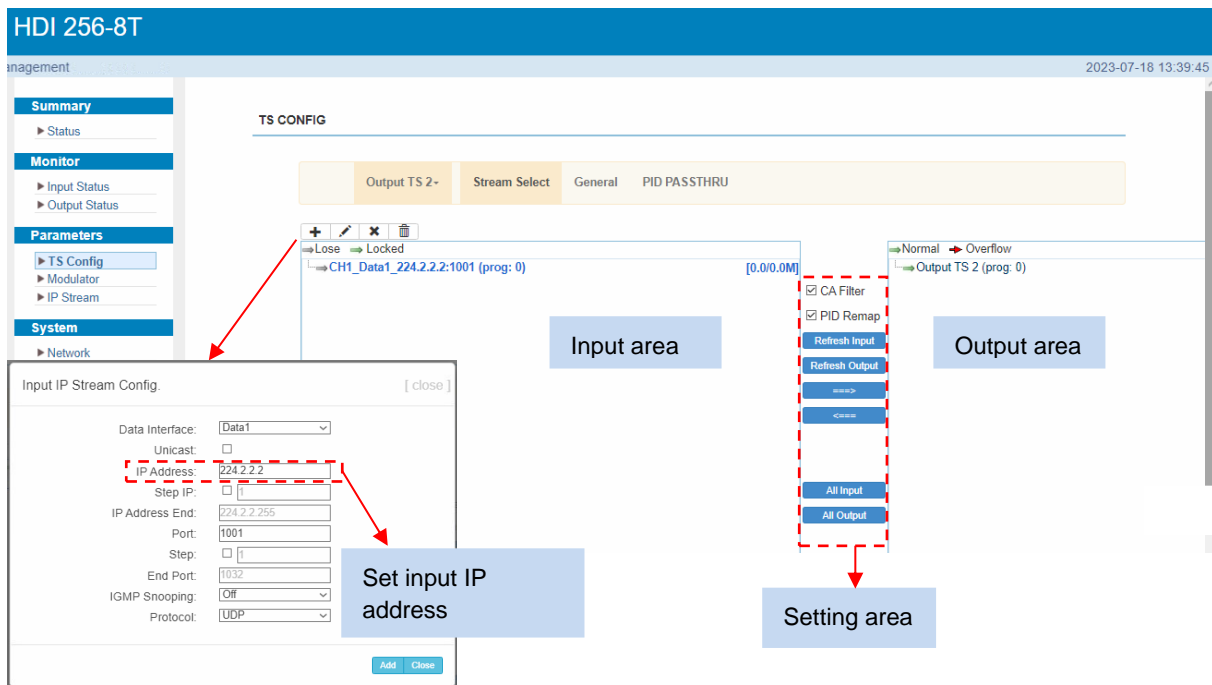 HDI 256-8T
anagement
2023-07-18 13:39:45
Summary
Status
Monitor
Input Status
Output Status
Parameters
TS Config
Modulator
IP Stream
System
Network
TS CONFIG
Output TS 2
Stream Select
General
PID PASSTHRU
Lose
Locked
CH1_Data1_224.2.2.2:1001 (prog: 0)
[0.0/0.0M]
Input area
CA Filter
PID Remap
Refresh Input
Refresh Output
===>
<===
All Input
All Output
Setting area
Normal
Overflow
Output TS 2 (prog: 0)
Output area
Input IP Stream Config.
[ close ]
Data Interface: Data1
Unicast:
IP Address: 224.2.2.2
Step IP: 1
IP Address End: 224.2.2.255
Port: 1001
Step: 1
End Port: 1032
IGMP Snooping: Off
Protocol: UDP
Add
Close
Set input IP
address